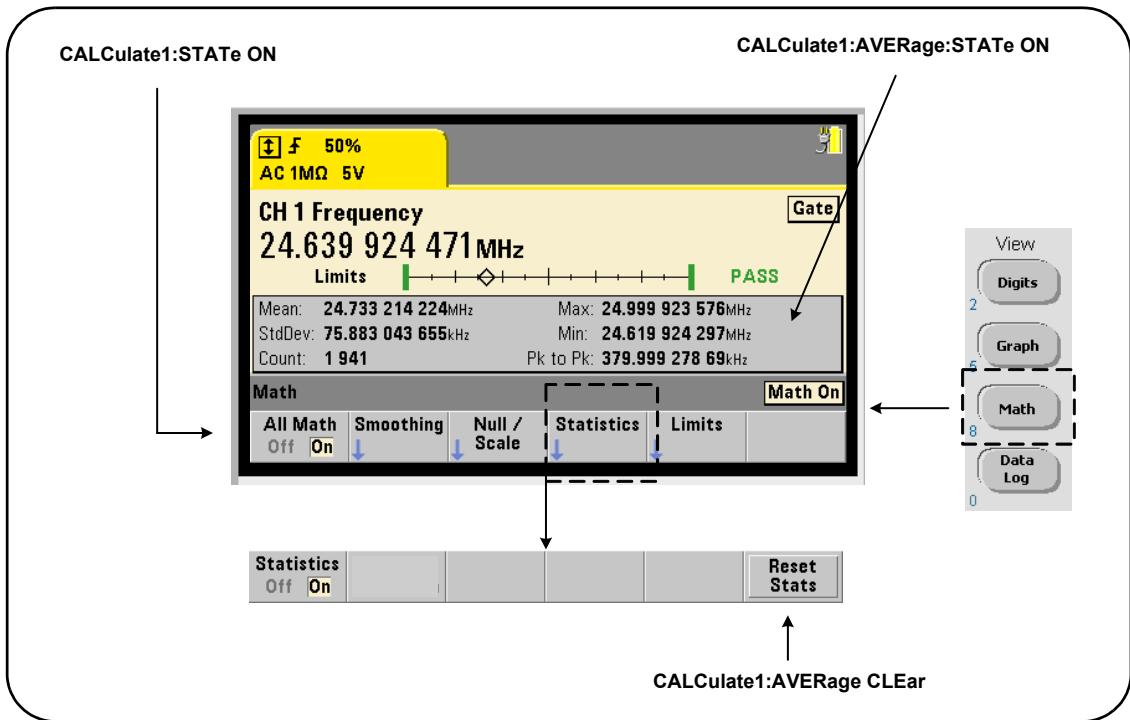 CALCulate1:STATe ON
CALCulate1:AVERage:STATe ON
50%
AC 1MΩ 5V
CH 1 Frequency
Gate
24.639 924 471 MHz
Limits
PASS
Mean: 24.733 214 224MHz Max: 24.999 923 576MHz
StdDev: 75.883 043 655kHz Min: 24.619 924 297MHz
Count: 1 941 Pk to Pk: 379.999 278 69kHz
Math
Math On
All Math Smoothing Null / Statistics Limits
Off On Scale
View
Digits
2
Graph
Math
8
Data
Log
0
Statistics
Off On
Reset
Stats
CALCulate1:AVERage CLEar